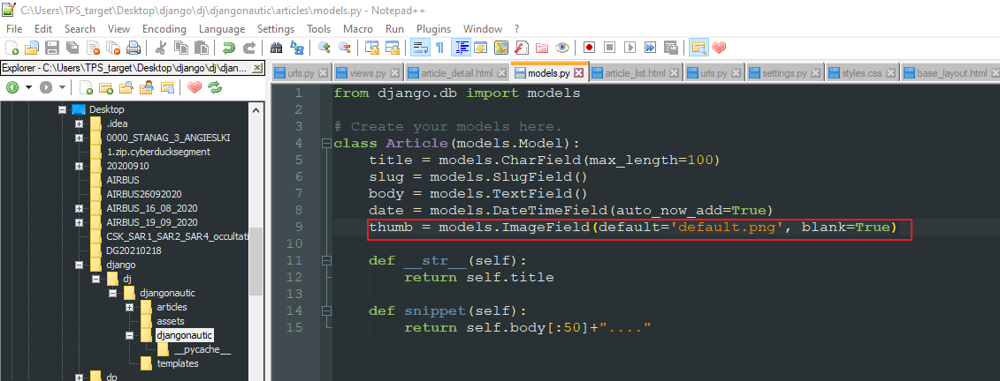 C:\Users\TPS_target\Desktop\django\dj\djangonautic\articles\models.py - Notepad++
File Edit Search View Encoding Language Settings Tools Macro Run Plugins Window ?
Explorer - C:\Users\TPS_target\Desktop\django\dj\djan...
urls.py views.py article_detail.html models.py article_list.html urls.py settings.py styles.css base_layout.html
Desktop
.idea
0000_STANAG_3_ANGIESLKI
1.zip.cyberducksegment
20200910
AIRBUS
AIRBUS26092020
AIRBUS_16_08_2020
AIRBUS_19_09_2020
CSK_SAR1_SAR2_SAR4_occultati
DG20210218
django
dj
djangonautic
articles
assets
djangonautic
__pycache__
templates
dp
1 from django.db import models
2
3 # Create your models here.
4 class Article(models.Model):
5 title = models.CharField(max_length=100)
6 slug = models.SlugField()
7 body = models.TextField()
8 date = models.DateTimeField(auto_now_add=True)
9 thumb = models.ImageField(default='default.png', blank=True)
10
11 def __str__(self):
12 return self.title
13
14 def snippet(self):
15 return self.body[:50]+"...."